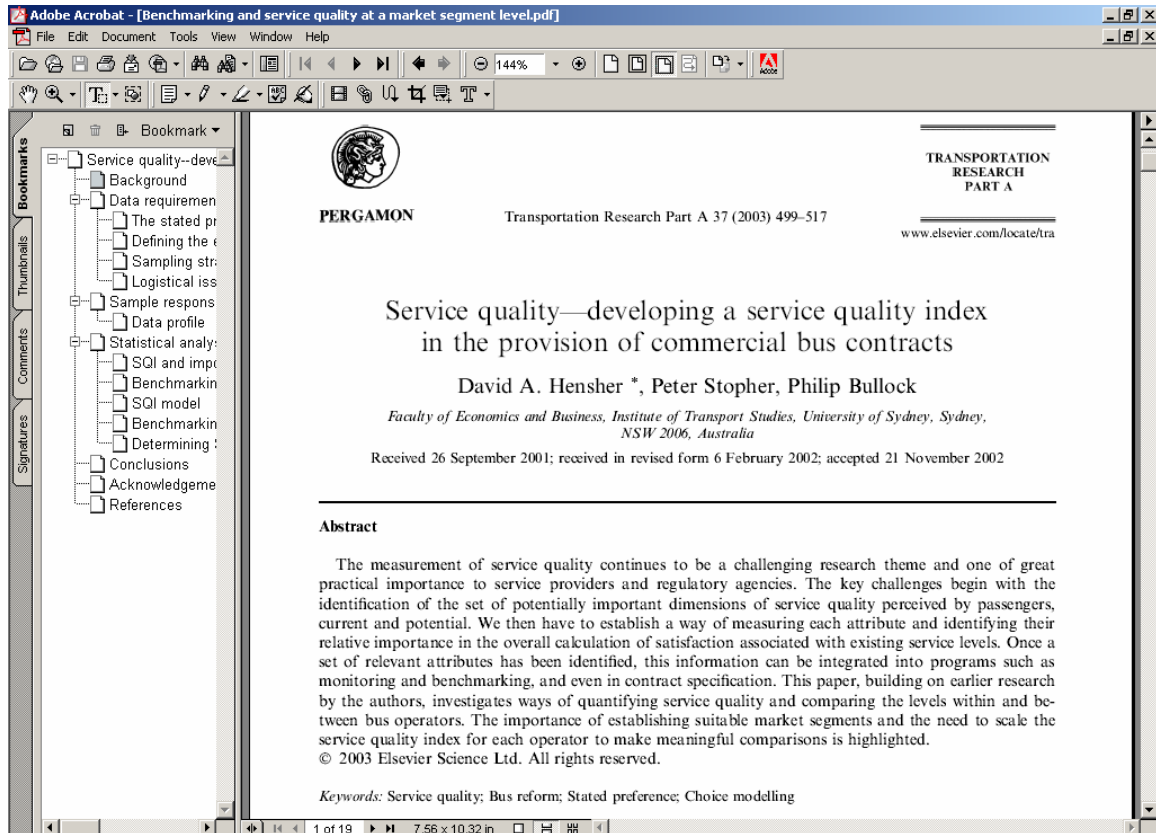 Adobe Acrobat - [Benchmarking and service quality at a market segment level.pdf]
File Edit Document Tools View Window Help
144%
Bookmark
Bookmarks
Thumbnails
Comments
Signatures
Service quality--deve
Background
Data requiremen
The stated pr
Defining the e
Sampling stra
Logistical iss
Sample respons
Data profile
Statistical analy
SQI and impo
Benchmarkin
SQI model
Benchmarkin
Determining
Conclusions
Acknowledgeme
References
PERGAMON
Transportation Research Part A 37 (2003) 499–517
TRANSPORTATION
RESEARCH
PART A
www.elsevier.com/locate/tra
Service quality—developing a service quality index
in the provision of commercial bus contracts
David A. Hensher *, Peter Stopher, Philip Bullock
Faculty of Economics and Business, Institute of Transport Studies, University of Sydney, Sydney,
NSW 2006, Australia
Received 26 September 2001; received in revised form 6 February 2002; accepted 21 November 2002
Abstract
The measurement of service quality continues to be a challenging research theme and one of great
practical importance to service providers and regulatory agencies. The key challenges begin with the
identification of the set of potentially important dimensions of service quality perceived by passengers,
current and potential. We then have to establish a way of measuring each attribute and identifying their
relative importance in the overall calculation of satisfaction associated with existing service levels. Once a
set of relevant attributes has been identified, this information can be integrated into programs such as
monitoring and benchmarking, and even in contract specification. This paper, building on earlier research
by the authors, investigates ways of quantifying service quality and comparing the levels within and be-
tween bus operators. The importance of establishing suitable market segments and the need to scale the
service quality index for each operator to make meaningful comparisons is highlighted.
© 2003 Elsevier Science Ltd. All rights reserved.
Keywords: Service quality; Bus reform; Stated preference; Choice modelling
1 of 19
7.56 x 10.32 in